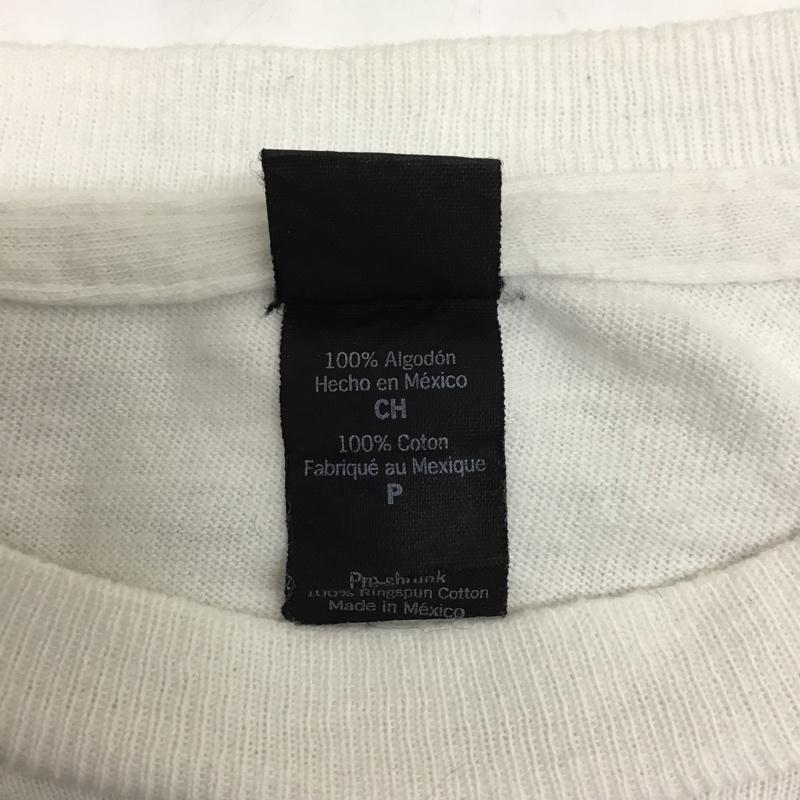 100% Algodón
Hecho en México
CH
100% Coton
Fabriqué au Mexique
P
Pre-shrunk
100% Ringspun Cotton
Made in México